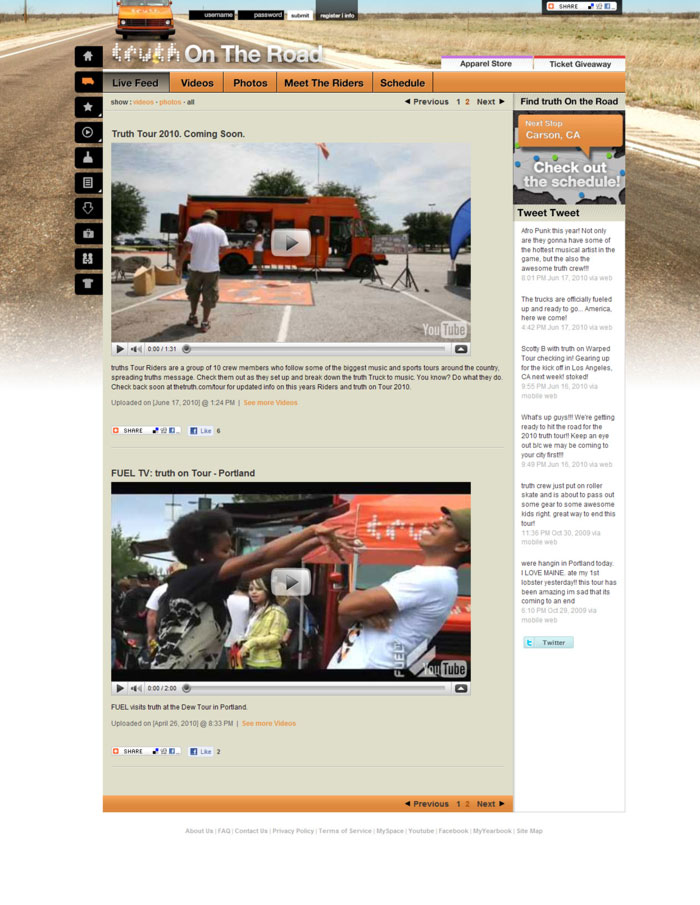 username password submit register | info
SHARE
truth On The Road
Apparel Store Ticket Giveaway
Live Feed Videos Photos Meet The Riders Schedule
show : videos - photos - all
◄ Previous 1 2 Next ►
Truth Tour 2010. Coming Soon.
YouTube
0:00 / 1:31
truths Tour Riders are a group of 10 crew members who follow some of the biggest music and sports tours around the country,
spreading truths message. Check them out as they set up and break down the truth Truck to music. You know? Do what they do.
Check back soon at thetruth.com/tour for updated info on this years Riders and truth on Tour 2010.
Uploaded on [June 17, 2010] @ 1:24 PM | See more Videos
SHARE Like 6
FUEL TV: truth on Tour - Portland
truth
FUEL
YouTube
0:00 / 2:00
FUEL visits truth at the Dew Tour in Portland.
Uploaded on [April 26, 2010] @ 8:33 PM | See more Videos
SHARE Like 2
◄ Previous 1 2 Next ►
Find truth On the Road
Next Stop
Carson, CA
Check out
the schedule!
Tweet Tweet
Afro Punk this year! Not only
are they gonna have some of
the hottest musical artist in the
game, but the also the
awesome truth crew!!!
6:01 PM Jun 17, 2010 via web
The trucks are officially fueled
up and ready to go... America,
here we come!
4:42 PM Jun 17, 2010 via web
Scotty B with truth on Warped
Tour checking in! Gearing up
for the kick off in Los Angeles,
CA next week! stoked!
9:55 PM Jun 16, 2010 via
mobile web
What's up guys!!! We're getting
ready to hit the road for the
2010 truth tour!! Keep an eye
out b/c we may be coming to
your city first!!!
9:49 PM Jun 16, 2010 via web
truth crew just put on roller
skate and is about to pass out
some gear to some awesome
kids right. great way to end this
tour!
11:36 PM Oct 30, 2009 via
mobile web
were hangin in Portland today.
I LOVE MAINE. ate my 1st
lobster yesterday!! this tour has
been amazing im sad that its
coming to an end
6:10 PM Oct 29, 2009 via
mobile web
Twitter
About Us | FAQ | Contact Us | Privacy Policy | Terms of Service | MySpace | Youtube | Facebook | MyYearbook | Site Map